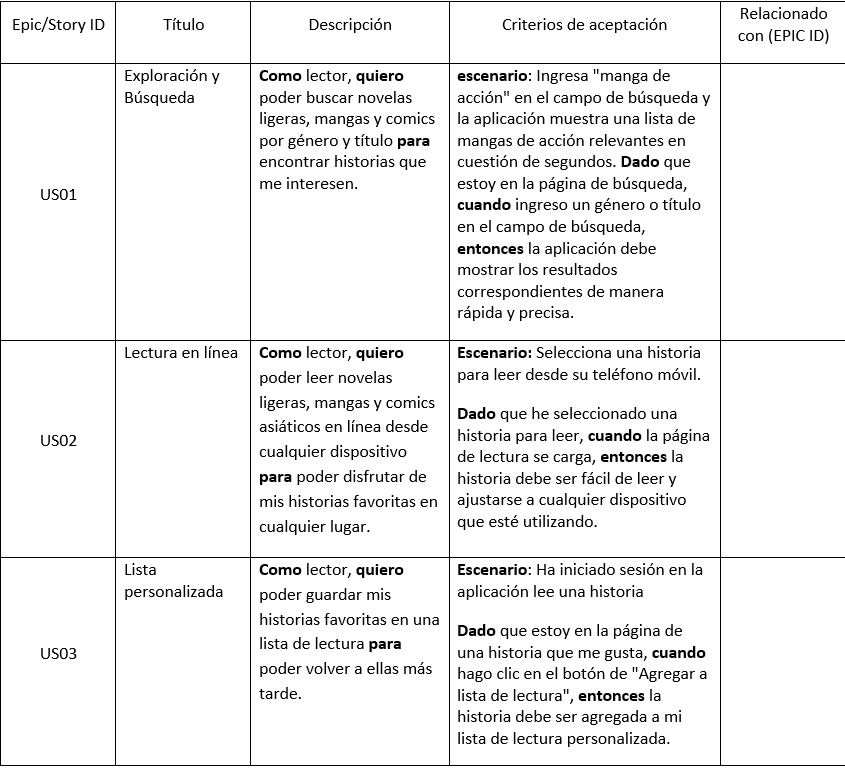 Epic/Story ID
Título
Descripción
Criterios de aceptación
Relacionado
con (EPIC ID)
US01
Exploración y
Búsqueda
Como lector, quiero
poder buscar novelas
ligeras, mangas y comics
por género y título para
encontrar historias que
me interesen.
escenario: Ingresa "manga de
acción" en el campo de búsqueda y
la aplicación muestra una lista de
mangas de acción relevantes en
cuestión de segundos. Dado que
estoy en la página de búsqueda,
cuando ingreso un género o título
en el campo de búsqueda,
entonces la aplicación debe
mostrar los resultados
correspondientes de manera
rápida y precisa.
US02
Lectura en línea
Como lector, quiero
poder leer novelas
ligeras, mangas y comics
asiáticos en línea desde
cualquier dispositivo
para poder disfrutar de
mis historias favoritas en
cualquier lugar.
Escenario: Selecciona una historia
para leer desde su teléfono móvil.
Dado que he seleccionado una
historia para leer, cuando la página
de lectura se carga, entonces la
historia debe ser fácil de leer y
ajustarse a cualquier dispositivo
que esté utilizando.
US03
Lista
personalizada
Como lector, quiero
poder guardar mis
historias favoritas en una
lista de lectura para
poder volver a ellas más
tarde.
Escenario: Ha iniciado sesión en la
aplicación lee una historia
Dado que estoy en la página de
una historia que me gusta, cuando
hago clic en el botón de "Agregar a
lista de lectura", entonces la
historia debe ser agregada a mi
lista de lectura personalizada.